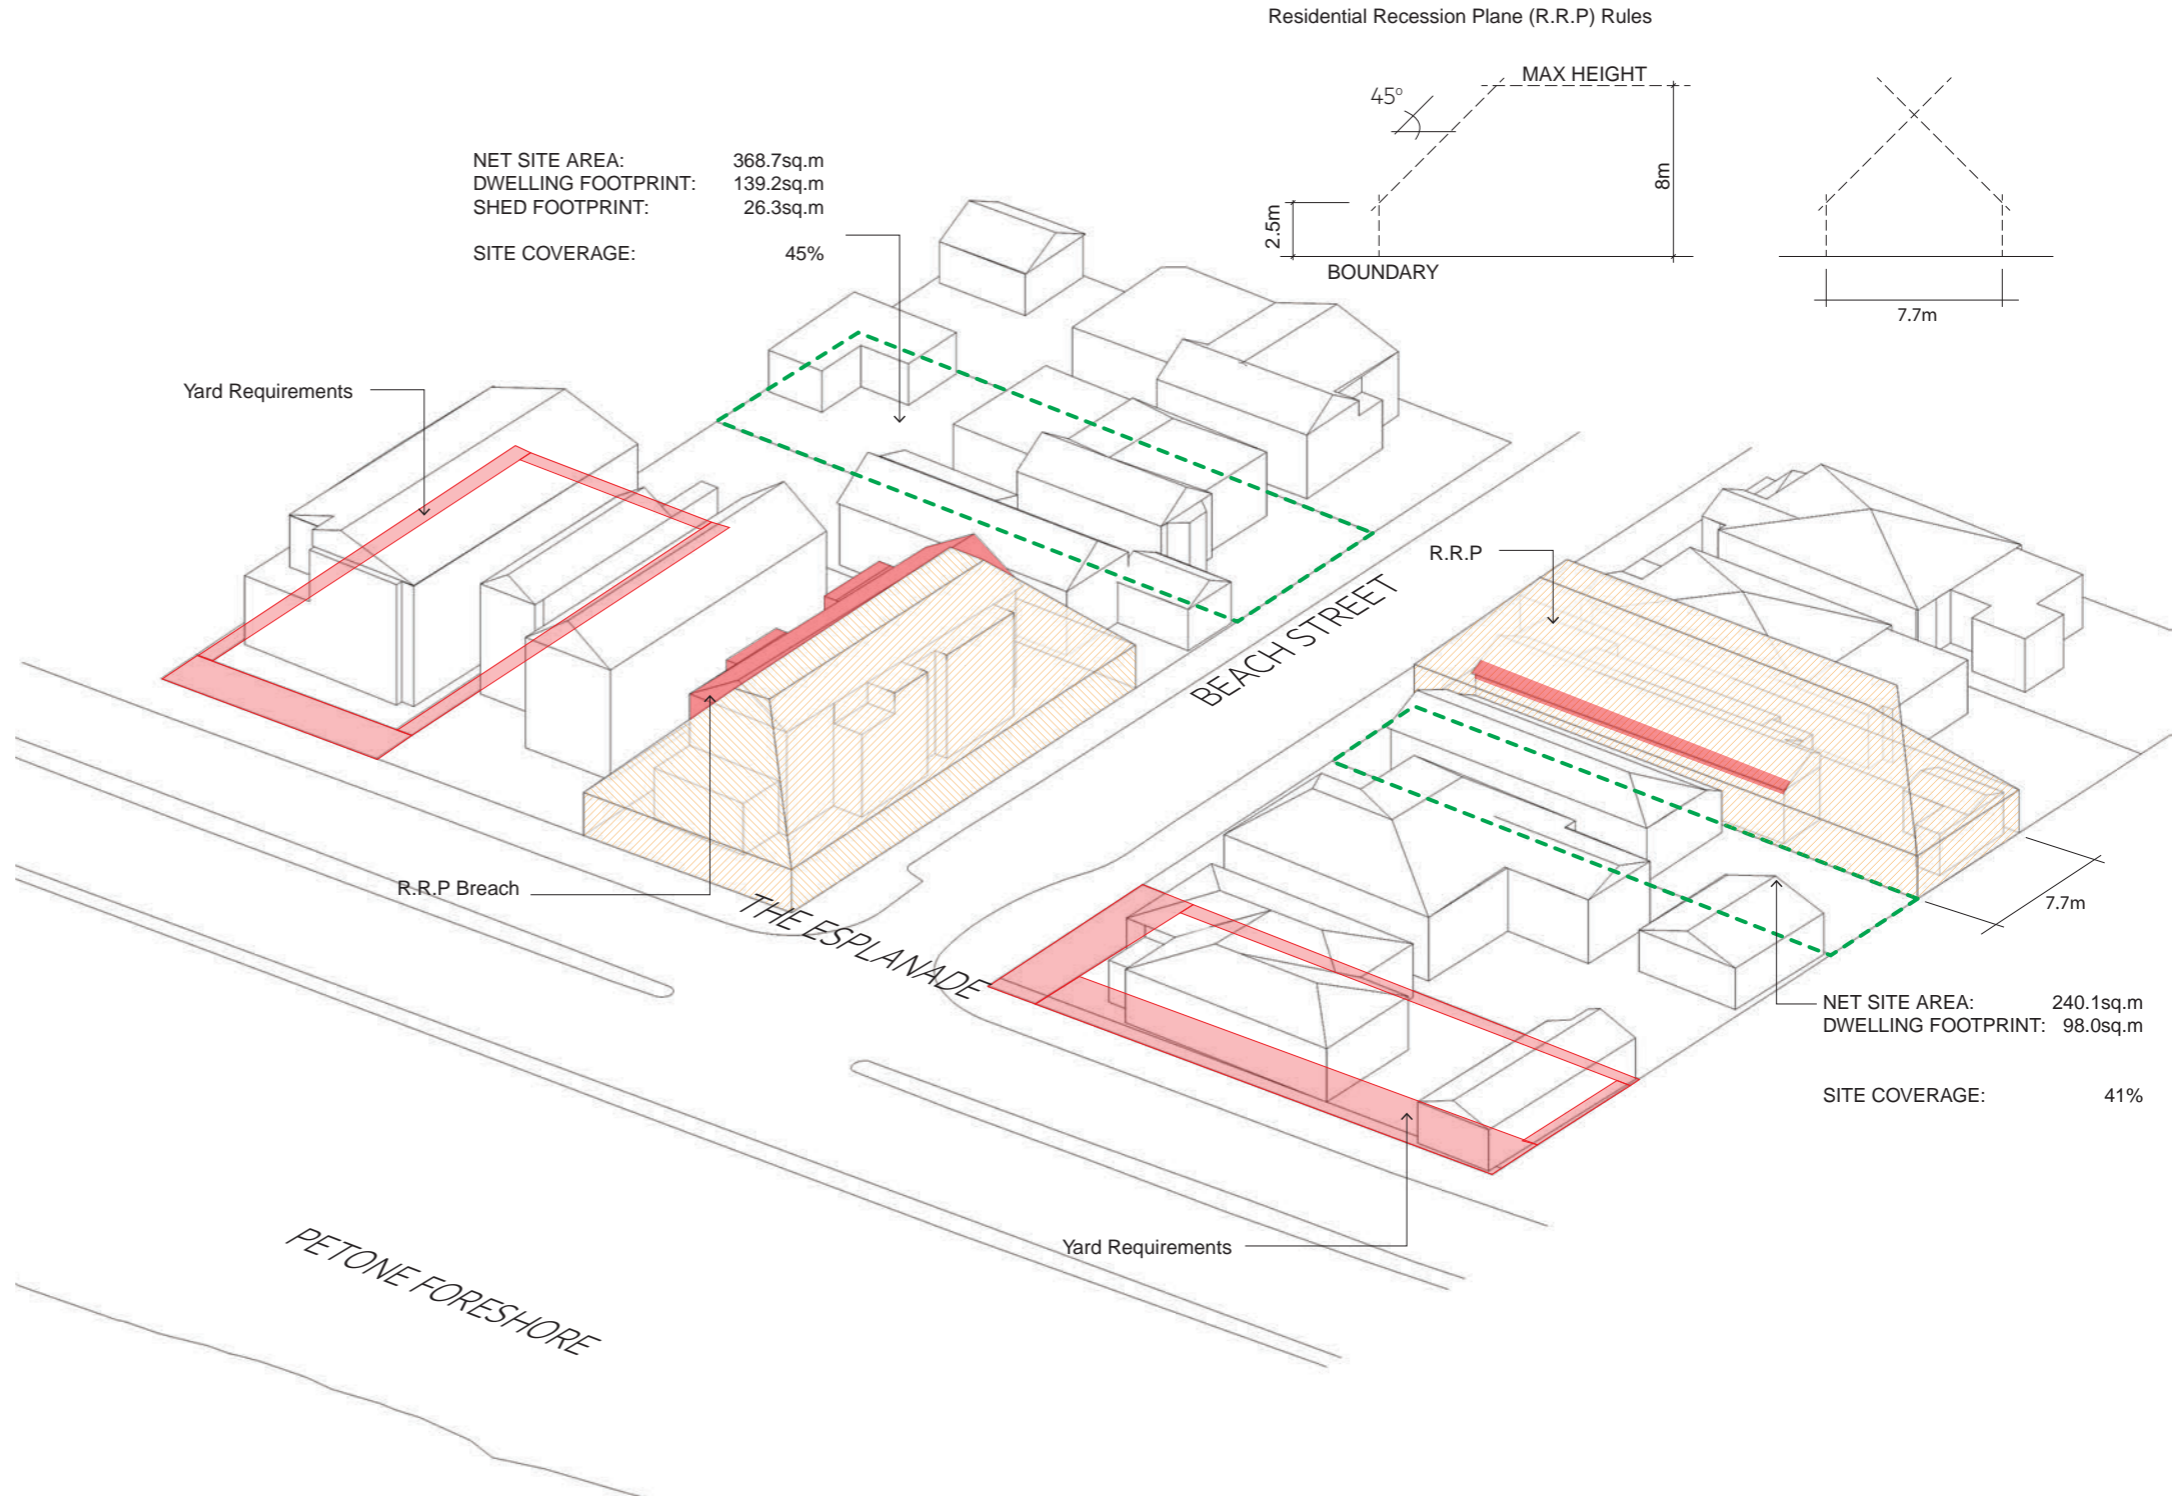 Residential Recession Plane (R.R.P) Rules
MAX HEIGHT
45°
8m
2.5m
BOUNDARY
7.7m
NET SITE AREA: 368.7sq.m
DWELLING FOOTPRINT: 139.2sq.m
SHED FOOTPRINT: 26.3sq.m
SITE COVERAGE: 45%
Yard Requirements
R.R.P
BEACH STREET
R.R.P Breach
THE ESPLANADE
7.7m
NET SITE AREA: 240.1sq.m
DWELLING FOOTPRINT: 98.0sq.m
SITE COVERAGE: 41%
Yard Requirements
PETONE FORESHORE